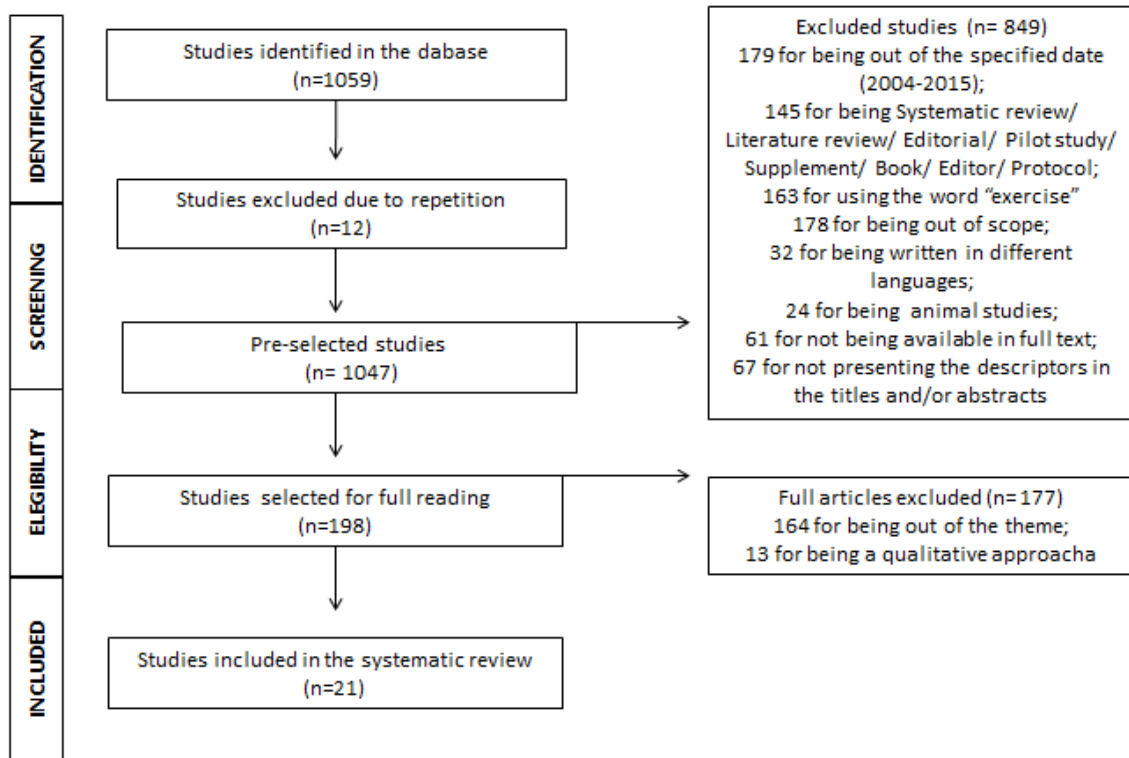 IDENTIFICATION
Studies identified in the dabase
(n=1059)
Studies excluded due to repetition
(n=12)
SCREENING
Pre-selected studies
(n= 1047)
Excluded studies (n= 849)
179 for being out of the specified date
(2004-2015);
145 for being Systematic review/
Literature review/ Editorial/ Pilot study/
Supplement/ Book/ Editor/ Protocol;
163 for using the word “exercise”
178 for being out of scope;
32 for being written in different
languages;
24 for being animal studies;
61 for not being available in full text;
67 for not presenting the descriptors in
the titles and/or abstracts
ELEGIBILITY
Studies selected for full reading
(n=198)
Full articles excluded (n=177)
164 for being out of the theme;
13 for being a qualitative approacha
INCLUDED
Studies included in the systematic review
(n=21)